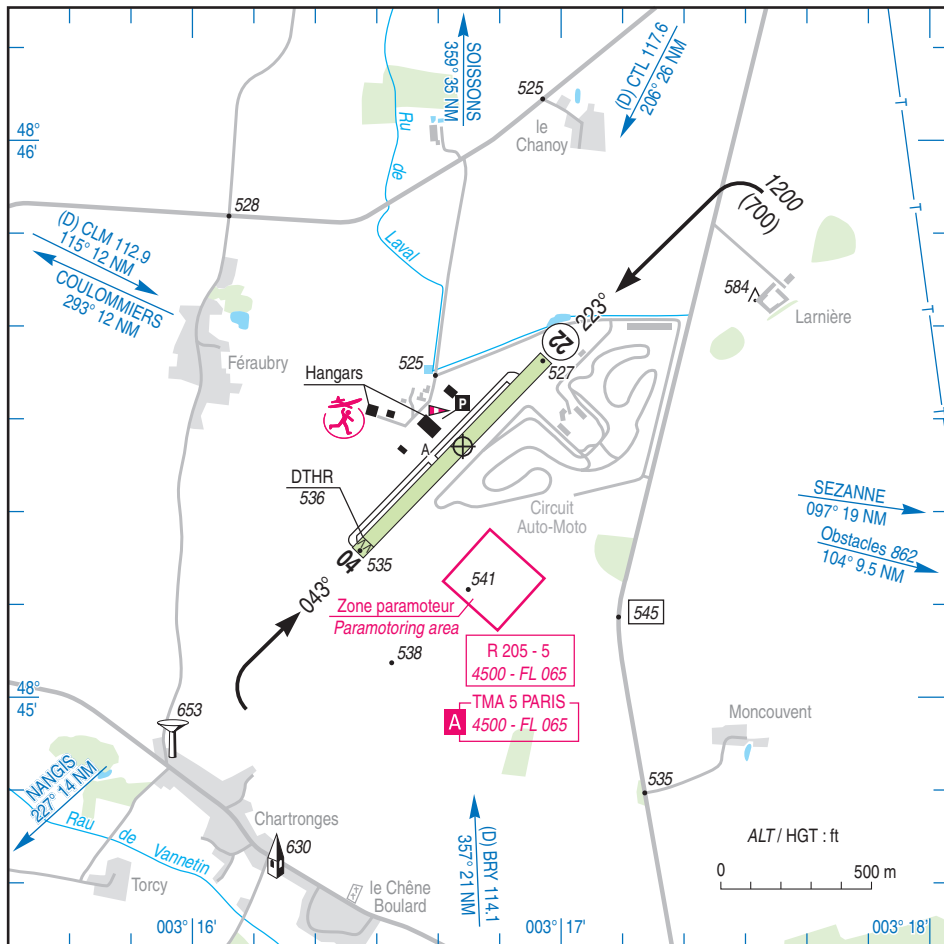 SOISSONS
359° 35 NM
(D) CTL 117.6
206° 26 NM
525
le
Chanoy
48°
46'
Ru
de
Laval
528
(D) CLM 112.9
115° 12 NM
COULOMMIERS
293° 12 NM
1200
(700)
T
T
584
Larnière
22
223°
527
Féraubry
525
Hangars
P
A
DTHR
536
04
535
043°
Circuit
Auto-Moto
SEZANNE
097° 19 NM
Obstacles 862
104° 9.5 NM
541
Zone paramoteur
Paramotoring area
545
538
R 205 - 5
4500 - FL 065
TMA 5 PARIS
A
4500 - FL 065
48°
45'
653
Moncouvent
535
NANGIS
227° 14 NM
Rau de Vannetin
Chartronges
630
Torcy
le Chêne
Boulard
(D) BRY 114.1
357° 21 NM
ALT / HGT : ft
0
500 m
003° 16'
003° 17'
003° 18'